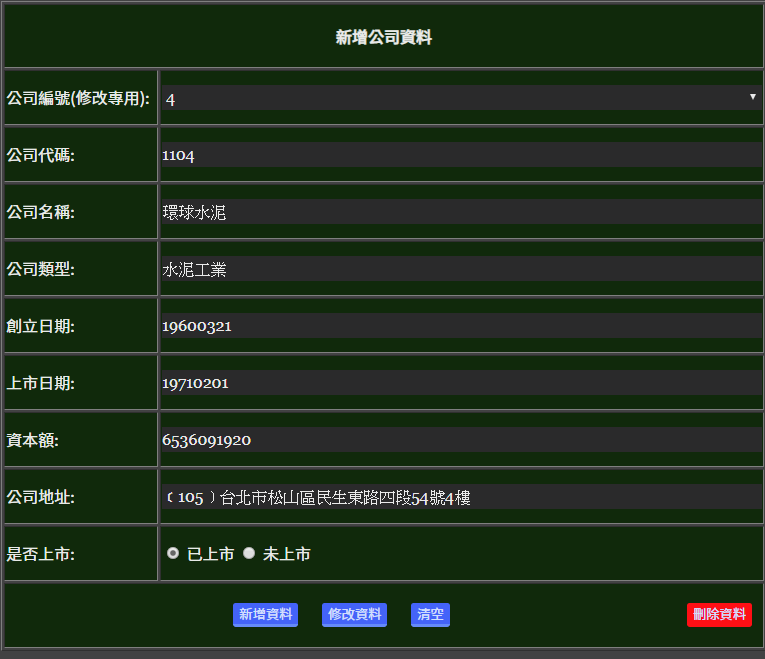 新增公司資料
公司編號(修改專用): 4
公司代碼: 1104
公司名稱: 環球水泥
公司類型: 水泥工業
創立日期: 19600321
上市日期: 19710201
資本額: 6536091920
公司地址: ﹝105﹞台北市松山區民生東路四段54號4樓
是否上市: 已上市 未上市
新增資料 修改資料 清空 刪除資料